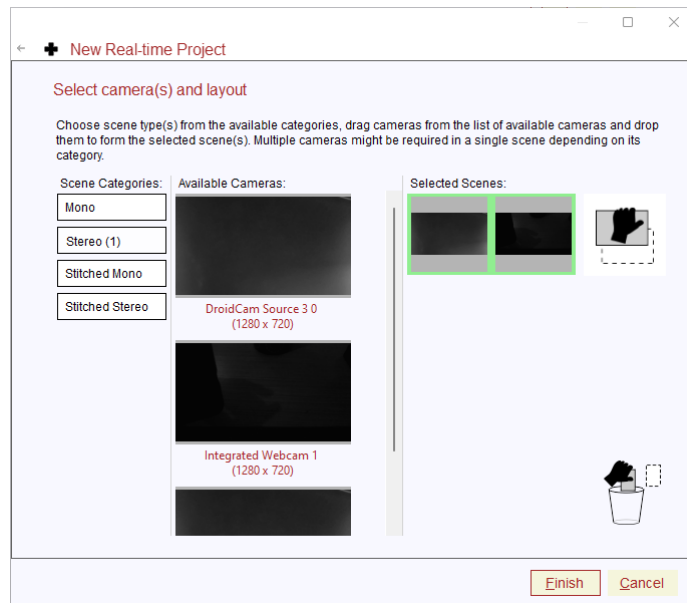 New Real-time Project
Select camera(s) and layout
Choose scene type(s) from the available categories, drag cameras from the list of available cameras and drop
them to form the selected scene(s). Multiple cameras might be required in a single scene depending on its
category.
Scene Categories:
Mono
Stereo (1)
Stitched Mono
Stitched Stereo
Available Cameras:
DroidCam Source 3 0
(1280 x 720)
Integrated Webcam 1
(1280 x 720)
Selected Scenes:
Finish
Cancel